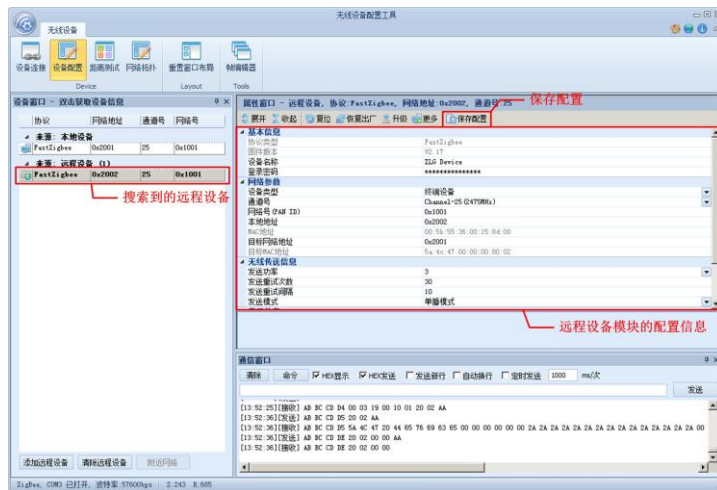 无线设备配置工具
无线设备
设备连接 设备配置 距离测试 网络拓扑 重置窗口布局 帧编辑器
Device Layout Tools
设备窗口 - 双击获取设备信息
协议 网络地址 通道号 网络号
来源: 本地设备
FastZigbee 0x2001 25 0x1001
来源: 远程设备 (1)
FastZigbee 0x2002 25 0x1001
搜索到的远程设备
添加远程设备 清除远程设备 附近网络
属性窗口 - 远程设备, 协议:FastZigbee, 网络地址:0x2002, 通道号:25
保存配置
展开 收起 复位 恢复出厂 升级 更多 保存配置
基本信息
协议类型 FastZigbee
固件版本 V2.17
设备名称 ZLG Device
登录密码 ***************
网络参数
设备类型 终端设备
通道号 Channel-25(2475MHz)
网络号(PAN ID) 0x1001
本地地址 0x2002
MAC地址 00 5b 55 36 00 15 8d 00
目标网络地址 0x2001
目标MAC地址 5a 4c 47 00 00 00 00 02
无线传送信息
发送功率 3
发送重试次数 30
发送重试间隔 10
发送模式 单播模式
远程设备模块的配置信息
通信窗口
清除 命令 HEX显示 HEX发送 发送新行 自动换行 定时发送 1000 ms/次
发送
[13:52:25][接收] AB BC CD D4 00 03 19 00 10 01 20 02 AA
[13:52:36][发送] AB BC CD D5 20 02 AA
[13:52:36][接收] AB BC CD D5 5A 4C 47 20 44 65 76 69 63 65 00 00 00 00 00 00 2A 2A 2A 2A 2A 2A 2A 2A 2A 2A 2A 2A 2A 2A 2A 00
[13:52:36][发送] AB BC CD DE 20 02 00 00 AA
[13:52:36][接收] AB BC CD DE 20 02 00 00
ZigBee, COM3 已打开, 波特率:57600bps S:243 R:685